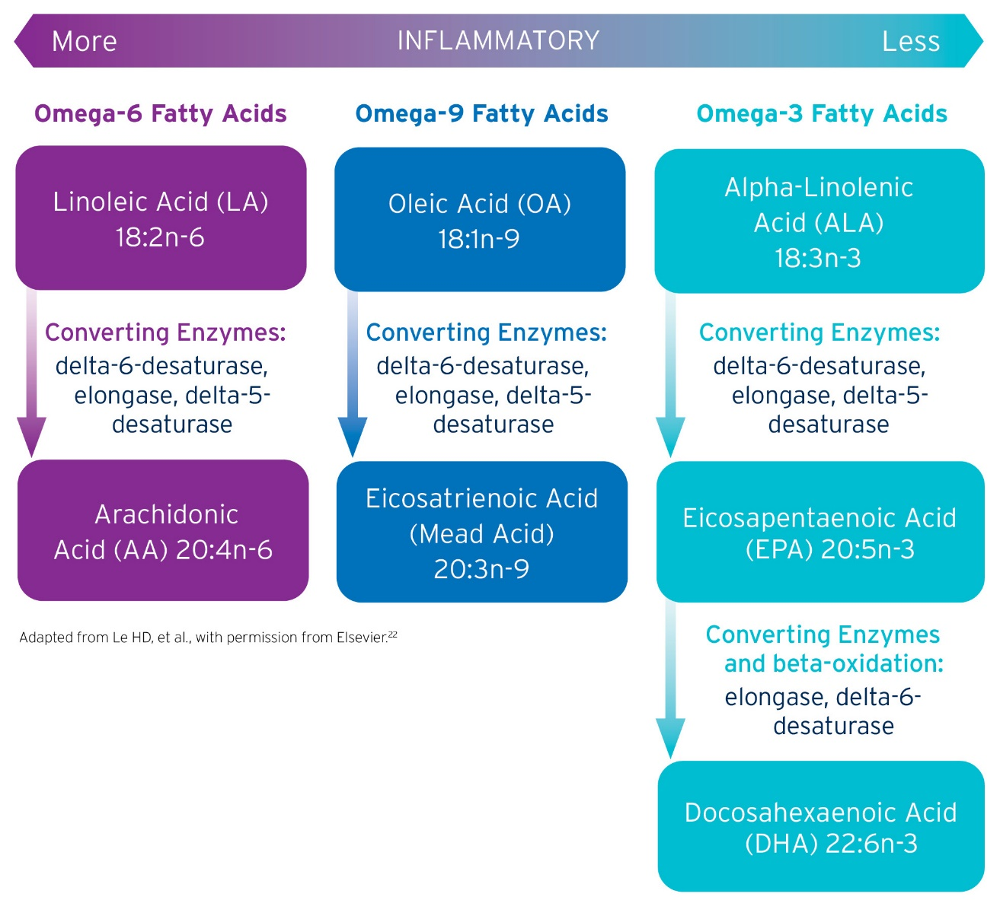 More INFLAMMATORY Less
Omega-6 Fatty Acids
Linoleic Acid (LA)
18:2n-6
Converting Enzymes:
delta-6-desaturase,
elongase, delta-5-
desaturase
Arachidonic
Acid (AA) 20:4n-6
Omega-9 Fatty Acids
Oleic Acid (OA)
18:1n-9
Converting Enzymes:
delta-6-desaturase,
elongase, delta-5-
desaturase
Eicosatrienoic Acid
(Mead Acid)
20:3n-9
Omega-3 Fatty Acids
Alpha-Linolenic
Acid (ALA)
18:3n-3
Converting Enzymes:
delta-6-desaturase,
elongase, delta-5-
desaturase
Eicosapentaenoic Acid
(EPA) 20:5n-3
Converting Enzymes
and beta-oxidation:
elongase, delta-6-
desaturase
Docosahexaenoic Acid
(DHA) 22:6n-3
Adapted from Le HD, et al., with permission from Elsevier.²²